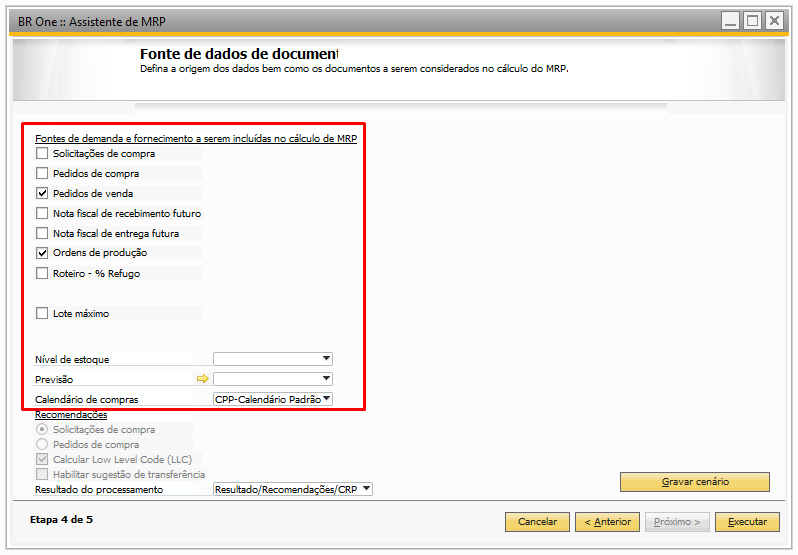 BR One :: Assistente de MRP
Fonte de dados de document
Defina a origem dos dados bem como os documentos a serem considerados no cálculo do MRP.
Fontes de demanda e fornecimento a serem incluídas no cálculo de MRP
Solicitações de compra
Pedidos de compra
Pedidos de venda
Nota fiscal de recebimento futuro
Nota fiscal de entrega futura
Ordens de produção
Roteiro - % Refugo
Lote máximo
Nível de estoque
Previsão
Calendário de compras CPP-Calendário Padrão
Recomendações
Solicitações de compra
Pedidos de compra
Calcular Low Level Code (LLC)
Habilitar sugestão de transferência
Resultado do processamento Resultado/Recomendações/CRP
Gravar cenário
Etapa 4 de 5
Cancelar < Anterior Próximo > Executar